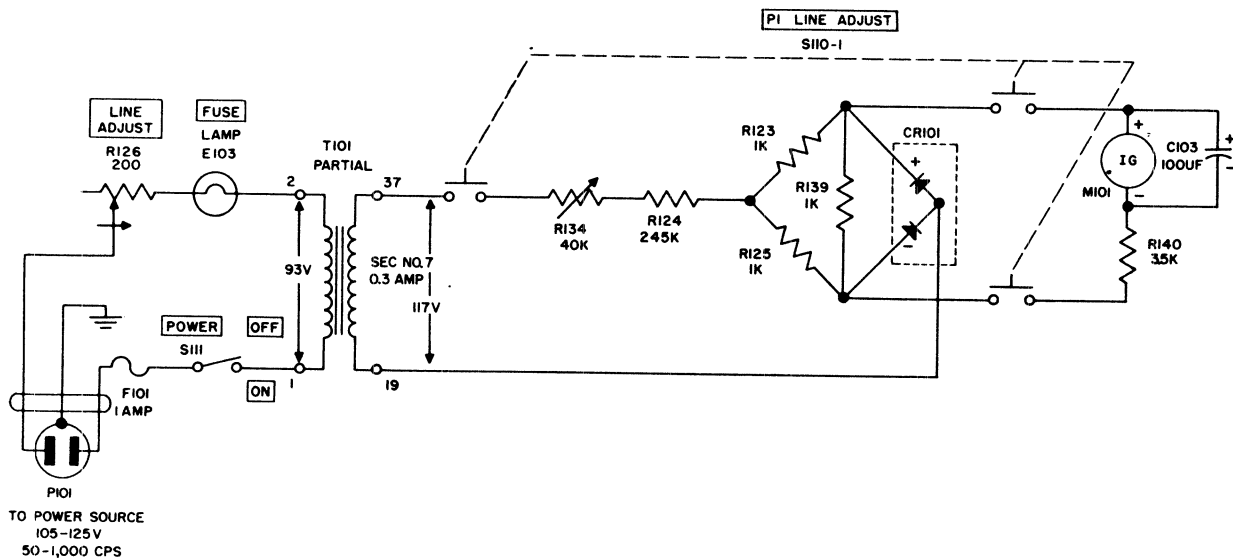 P1 LINE ADJUST
S110-1
LINE
ADJUST
R126
200
FUSE
LAMP
E103
T101
PARTIAL
2
37
93V
SEC NO. 7
0.3 AMP
117V
1
19
POWER
OFF
S111
ON
F101
1 AMP
P101
TO POWER SOURCE
105-125V
50-1,000 CPS
R134
40K
R124
245K
R123
1K
R139
1K
R125
1K
CR101
+
-
+
IG
M101
-
C103
100UF
+
-
R140
3.5K